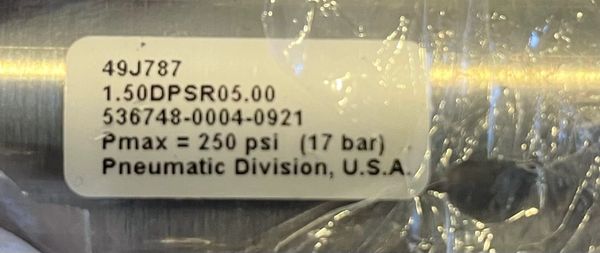 49J787
1.50DPSR05.00
536748-0004-0921
Pmax = 250 psi (17 bar)
Pneumatic Division, U.S.A.